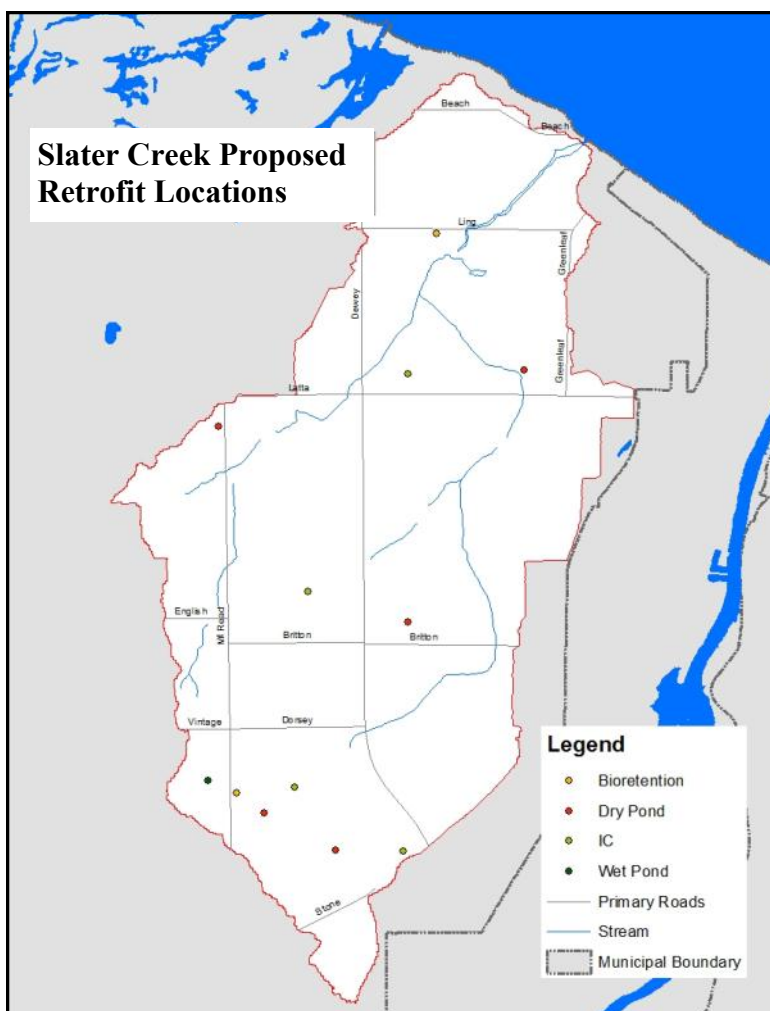 Slater Creek Proposed
Retrofit Locations
Beach
Beach
Ling
Greenleaf
Dewey
Greenleaf
Latta
English
Mt Read
Britton
Britton
Vintage
Dorsey
Stone
Legend
Bioretention
Dry Pond
IC
Wet Pond
Primary Roads
Stream
Municipal Boundary